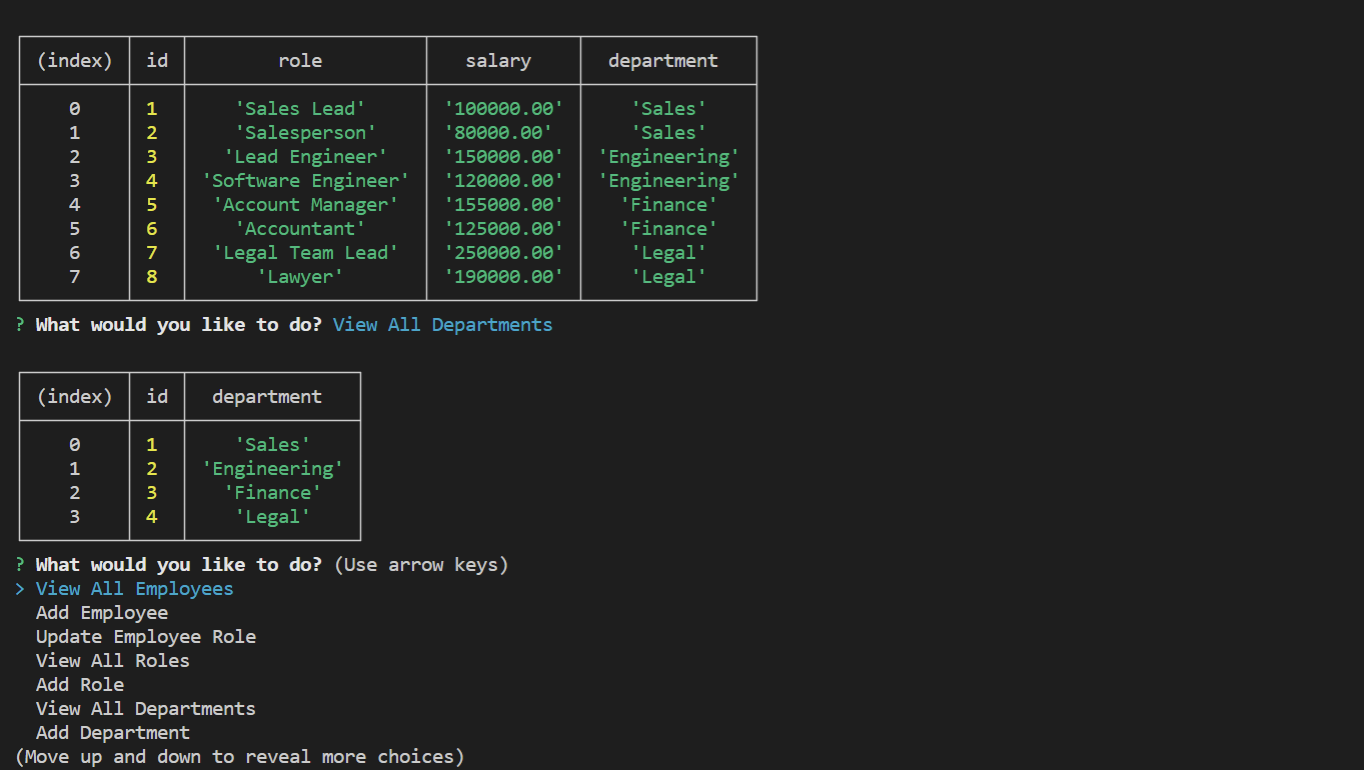 (index) id role salary department
0 1 'Sales Lead' '100000.00' 'Sales'
1 2 'Salesperson' '80000.00' 'Sales'
2 3 'Lead Engineer' '150000.00' 'Engineering'
3 4 'Software Engineer' '120000.00' 'Engineering'
4 5 'Account Manager' '155000.00' 'Finance'
5 6 'Accountant' '125000.00' 'Finance'
6 7 'Legal Team Lead' '250000.00' 'Legal'
7 8 'Lawyer' '190000.00' 'Legal'
? What would you like to do? View All Departments
(index) id department
0 1 'Sales'
1 2 'Engineering'
2 3 'Finance'
3 4 'Legal'
? What would you like to do? (Use arrow keys)
> View All Employees
Add Employee
Update Employee Role
View All Roles
Add Role
View All Departments
Add Department
(Move up and down to reveal more choices)